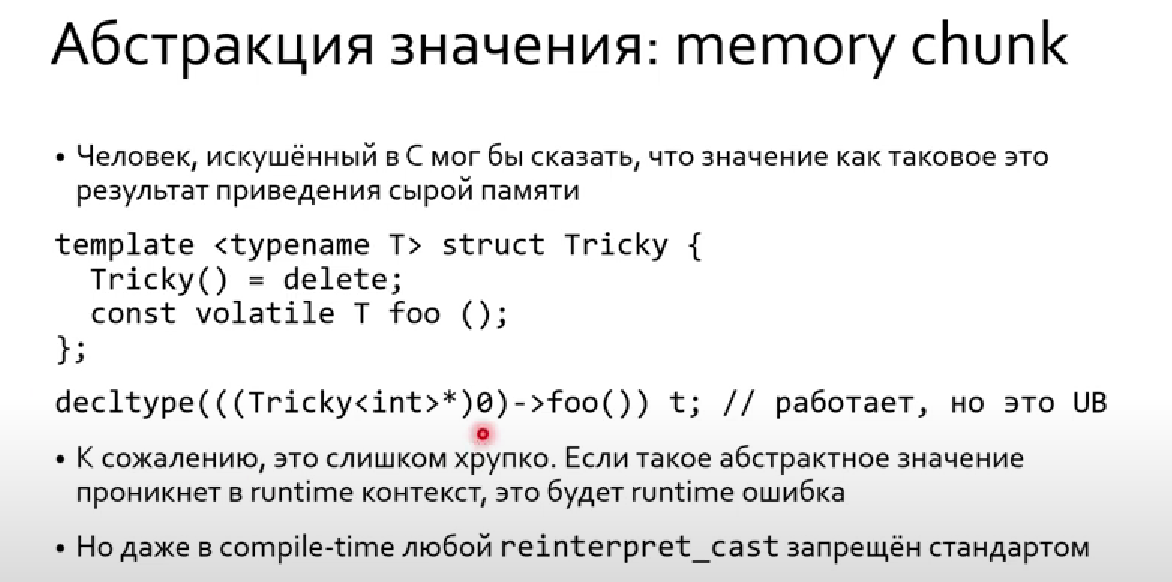 Абстракция значения: memory chunk
• Человек, искушённый в C мог бы сказать, что значение как таковое это
результат приведения сырой памяти
template <typename T> struct Tricky {
  Tricky() = delete;
  const volatile T foo ();
};
decltype(((Tricky<int>*)0)->foo()) t; // работает, но это UB
• К сожалению, это слишком хрупко. Если такое абстрактное значение
проникнет в runtime контекст, это будет runtime ошибка
• Но даже в compile-time любой reinterpret_cast запрещён стандартом